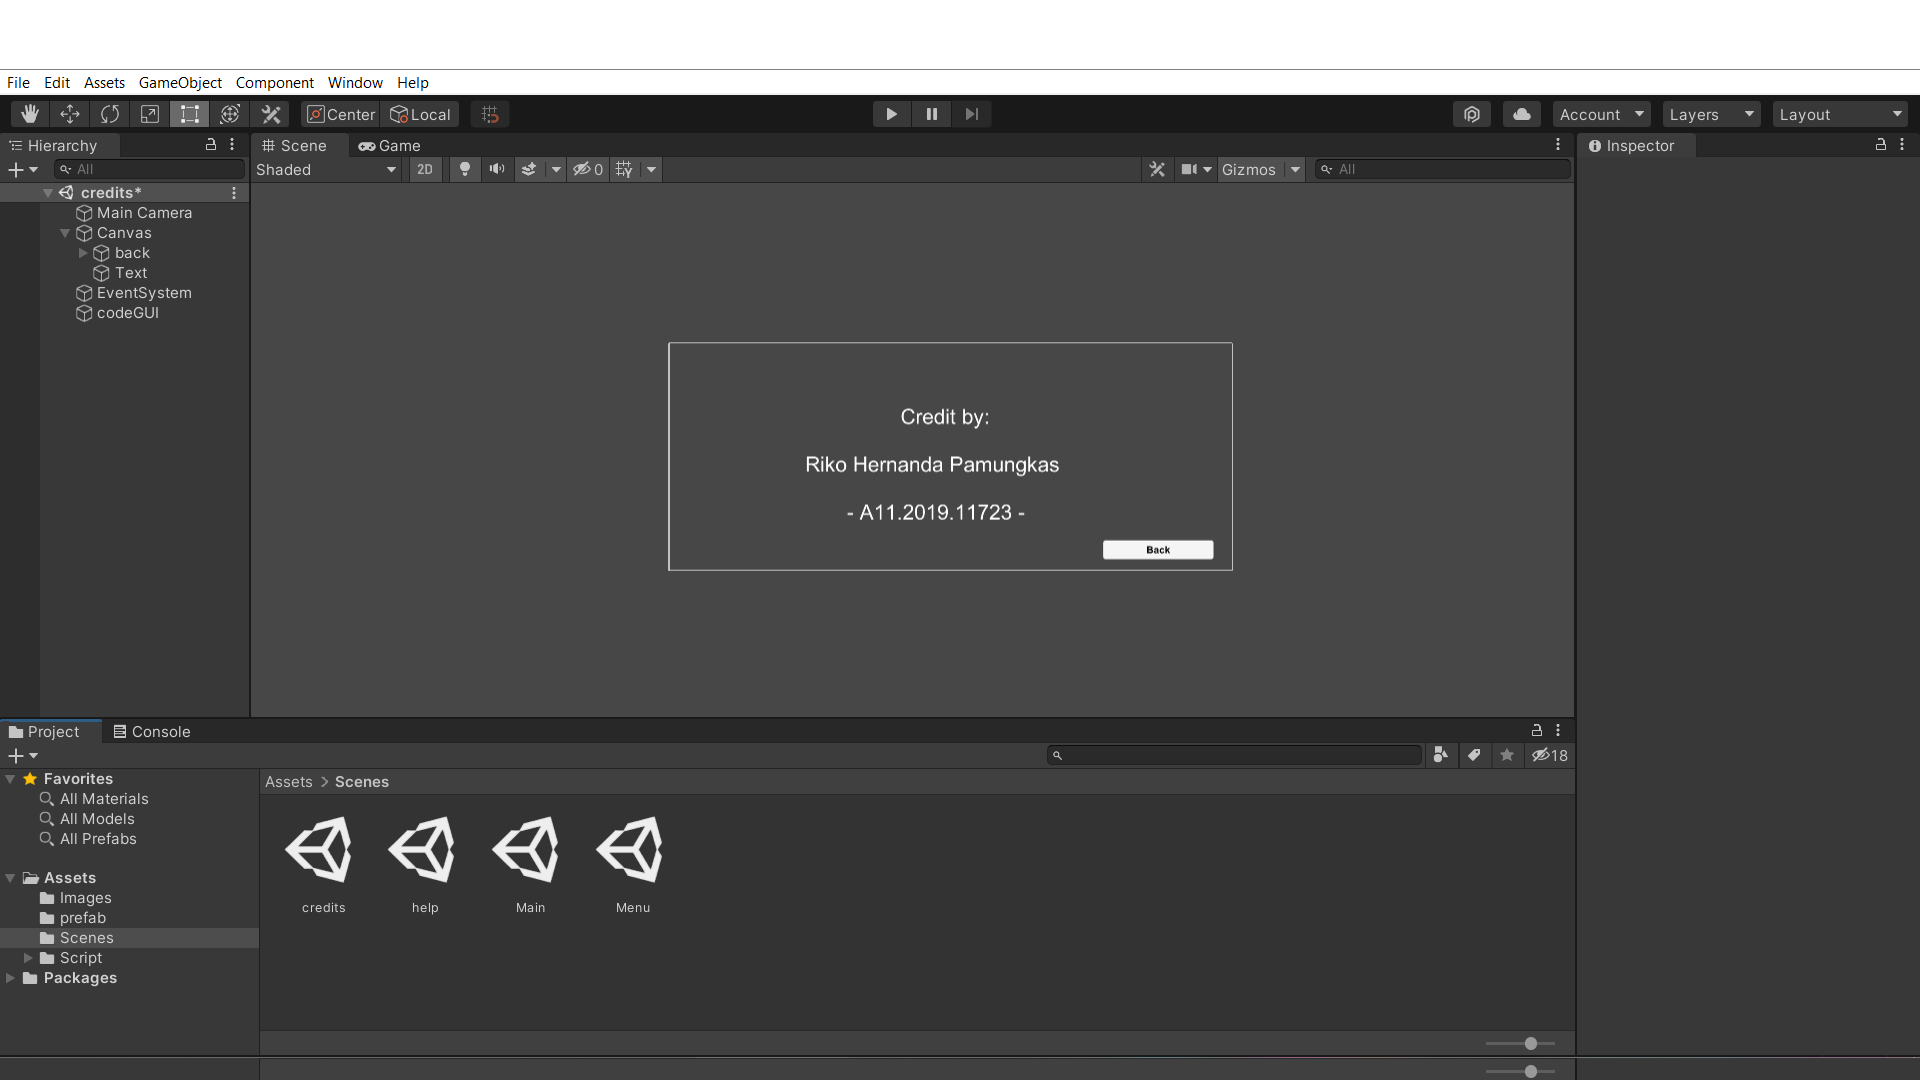 File Edit Assets GameObject Component Window Help
Center Local Account Layers Layout
Hierarchy Scene Game Inspector
All Shaded 2D 0 Gizmos All
credits*
Main Camera
Canvas
back
Text
EventSystem
codeGUI
Credit by:
Riko Hernanda Pamungkas
- A11.2019.11723 -
Back
Project Console
18
Favorites
All Materials
All Models
All Prefabs
Assets
Images
prefab
Scenes
Script
Packages
Assets > Scenes
credits help Main Menu